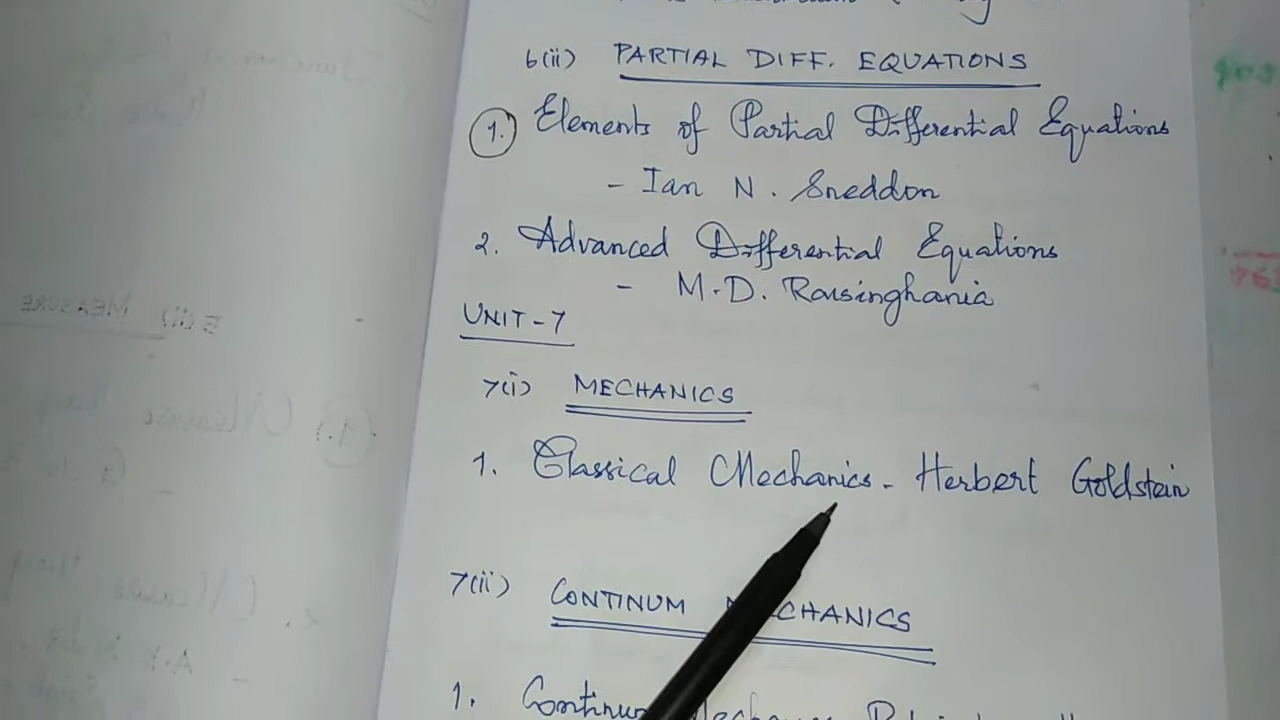 6(ii) PARTIAL DIFF. EQUATIONS
1. Elements of Partial Differential Equations
- Ian N. Sneddon
2. Advanced Differential Equations
- M.D. Raisinghania
UNIT-7
7(i) MECHANICS
1. Classical Mechanics - Herbert Goldstein
7(ii) CONTINUM MECHANICS
1.